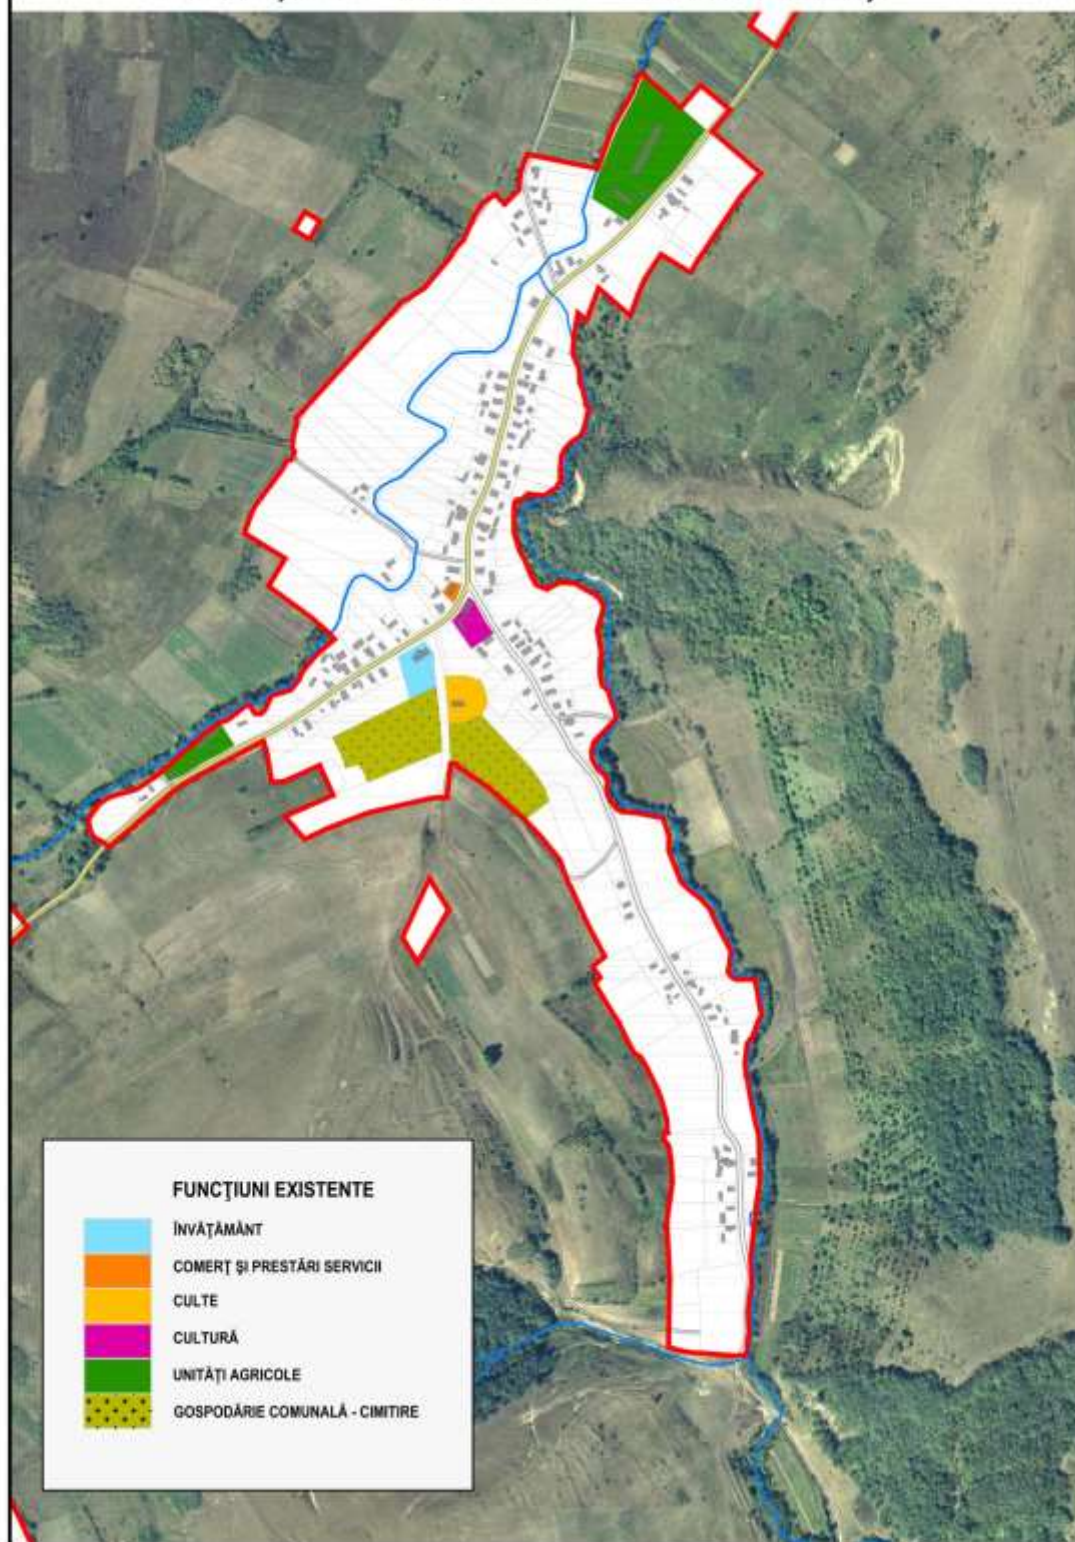 FUNCŢIUNI EXISTENTE
ÎNVĂŢĂMÂNT
COMERŢ ŞI PRESTĂRI SERVICII
CULTE
CULTURĂ
UNITĂŢI AGRICOLE
GOSPODĂRIE COMUNALĂ - CIMITIRE